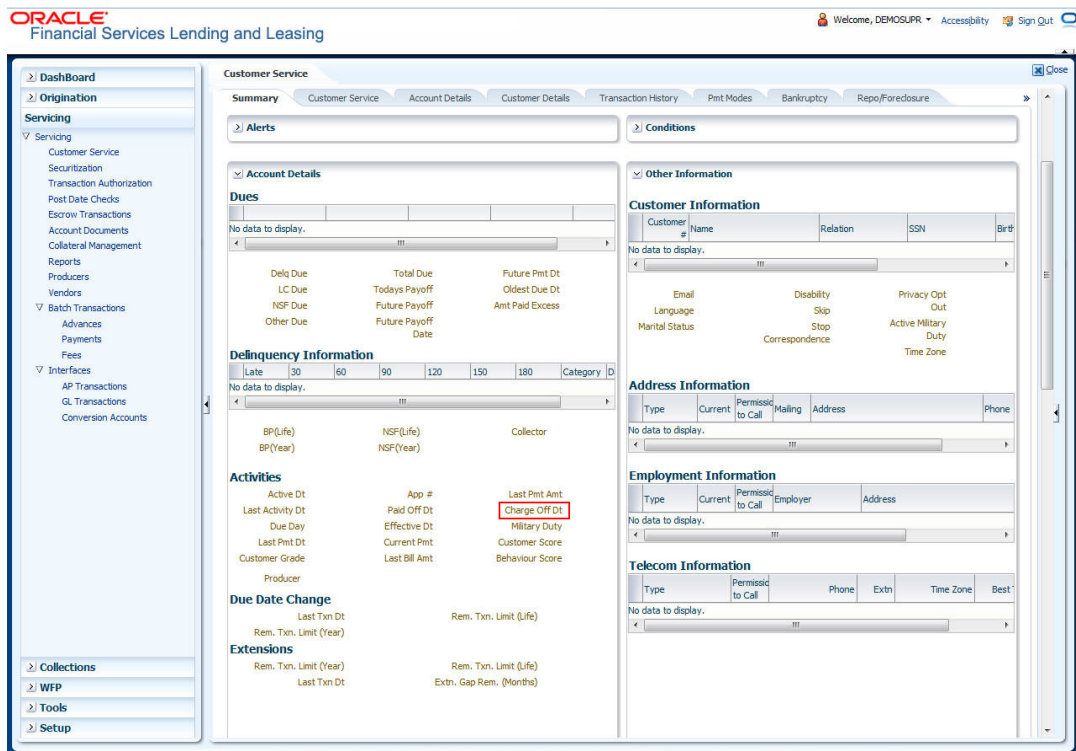 ORACLE
Financial Services Lending and Leasing
Welcome, DEMOSUPR Accessibility Sign Out
DashBoard
Origination
Servicing
Servicing
Customer Service
Securitization
Transaction Authorization
Post Date Checks
Escrow Transactions
Account Documents
Collateral Management
Reports
Producers
Vendors
Batch Transactions
Advances
Payments
Fees
Interfaces
AP Transactions
GL Transactions
Conversion Accounts
Collections
WFP
Tools
Setup
Customer Service
Close
Summary Customer Service Account Details Customer Details Transaction History Pmt Modes Bankruptcy Repo/Foreclosure »
Alerts
Account Details
Dues
No data to display.
Delq Due Total Due Future Pmt Dt
LC Due Todays Payoff Oldest Due Dt
NSF Due Future Payoff Amt Paid Excess
Other Due Future Payoff Date
Delinquency Information
Late 30 60 90 120 150 180 Category D
No data to display.
BP(Life) NSF(Life) Collector
BP(Year) NSF(Year)
Activities
Active Dt App # Last Pmt Amt
Last Activity Dt Paid Off Dt Charge Off Dt
Due Day Effective Dt Military Duty
Last Pmt Dt Current Pmt Customer Score
Customer Grade Last Bill Amt Behaviour Score
Producer
Due Date Change
Last Txn Dt Rem. Txn. Limit (Life)
Rem. Txn. Limit (Year)
Extensions
Rem. Txn. Limit (Year) Rem. Txn. Limit (Life)
Last Txn Dt Extn. Gap Rem. (Months)
Conditions
Other Information
Customer Information
Customer # Name Relation SSN Birth
No data to display.
Email Disability Privacy Opt Out
Language Skip Active Military Duty
Marital Status Stop Correspondence Time Zone
Address Information
Type Current Permissio to Call Mailing Address Phone
No data to display.
Employment Information
Type Current Permissio to Call Employer Address
No data to display.
Telecom Information
Type Permissio to Call Phone Extn Time Zone Best
No data to display.